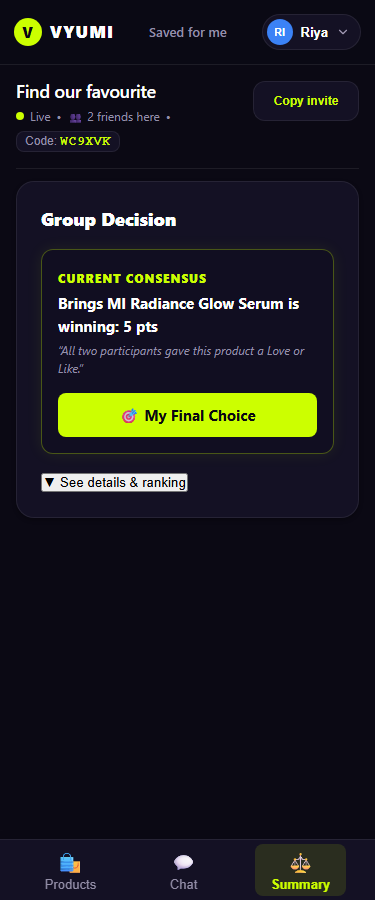 V VYUMI Saved for me RI Riya
Find our favourite
Copy invite
Live • 2 friends here •
Code: WC9XVK
Group Decision
CURRENT CONSENSUS
Brings MI Radiance Glow Serum is
winning: 5 pts
“All two participants gave this product a Love or
Like.”
My Final Choice
▼ See details & ranking
Products Chat Summary